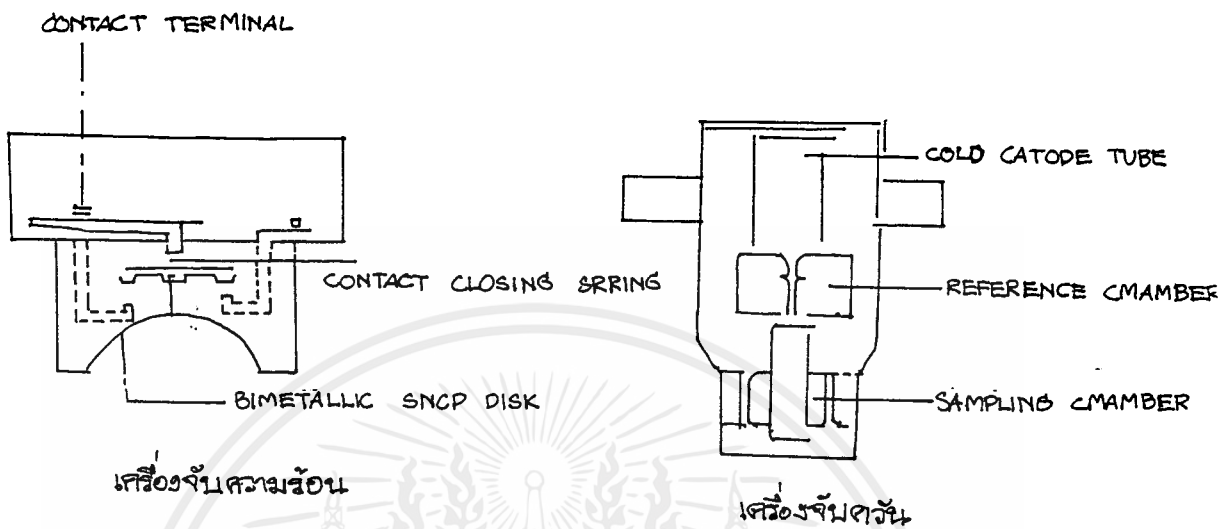 CONTACT TERMINAL
CONTACT CLOSING SRRING
BIMETALLIC SNCP DISK
เครื่องจับความร้อน
COLD CATODE TUBE
REFERENCE CMAMBER
SAMPLING CMAMBER
เครื่องจับควัน